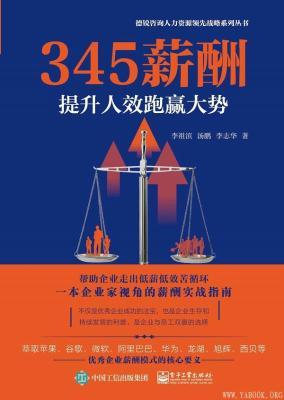 德锐咨询人力资源领先战略系列丛书
345薪酬
提升人效跑赢大势
李祖滨 汤鹏 李志华 著
帮助企业走出低薪低效苦循环
一本企业家视角的薪酬实战指南
不仅是优秀企业成功的法宝，也是企业生存和
持续发展的利器，是企业与员工双赢的选择
萃取苹果、谷歌、微软、阿里巴巴、华为、龙湖、旭辉、西贝等
优秀企业薪酬模式的核心要义
中国工信出版集团 电子工业出版社
WWW.YABOOK.ORG